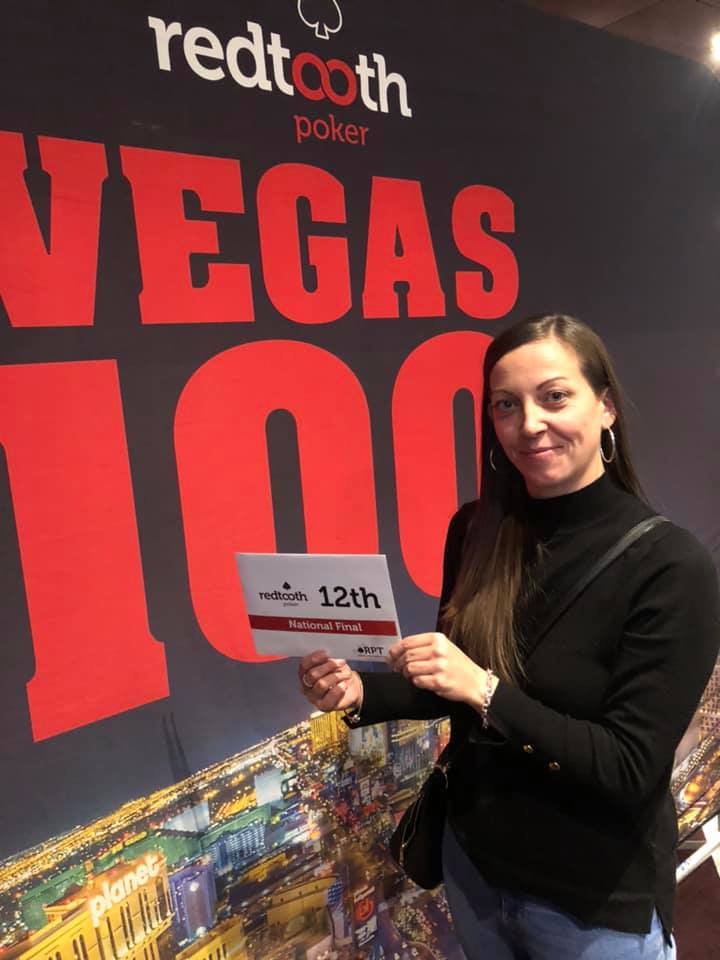 redtooth
poker
VEGAS
100
redtooth
poker
12th
National Final
RPT
planet